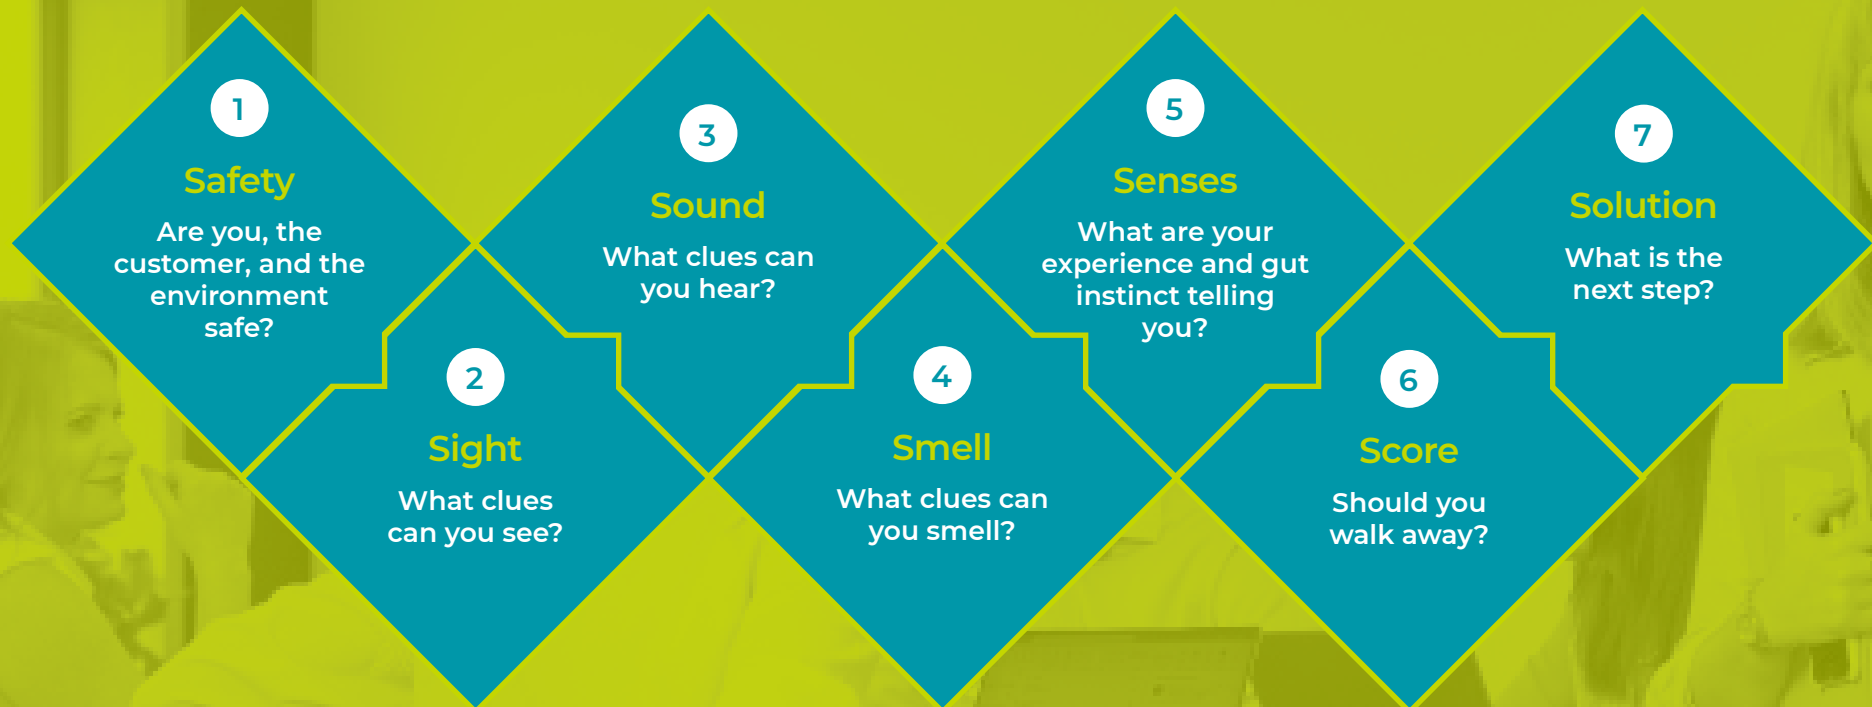 1
Safety
Are you, the
customer, and the
environment
safe?
2
Sight
What clues
can you see?
3
Sound
What clues can
you hear?
4
Smell
What clues can
you smell?
5
Senses
What are your
experience and gut
instinct telling
you?
6
Score
Should you
walk away?
7
Solution
What is the
next step?